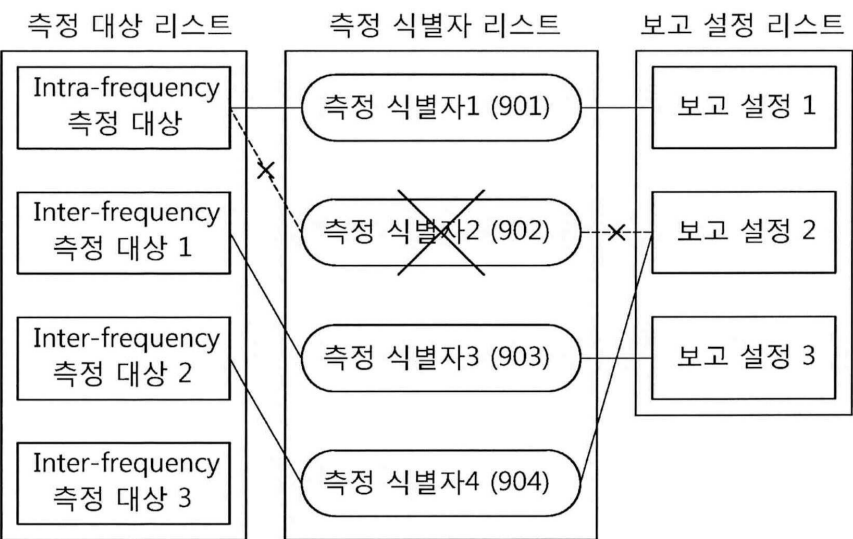 측정 대상 리스트
측정 식별자 리스트
보고 설정 리스트
Intra-frequency
측정 대상
측정 식별자1 (901)
보고 설정 1
Inter-frequency
측정 대상 1
측정 식별자2 (902)
보고 설정 2
Inter-frequency
측정 대상 2
측정 식별자3 (903)
보고 설정 3
Inter-frequency
측정 대상 3
측정 식별자4 (904)